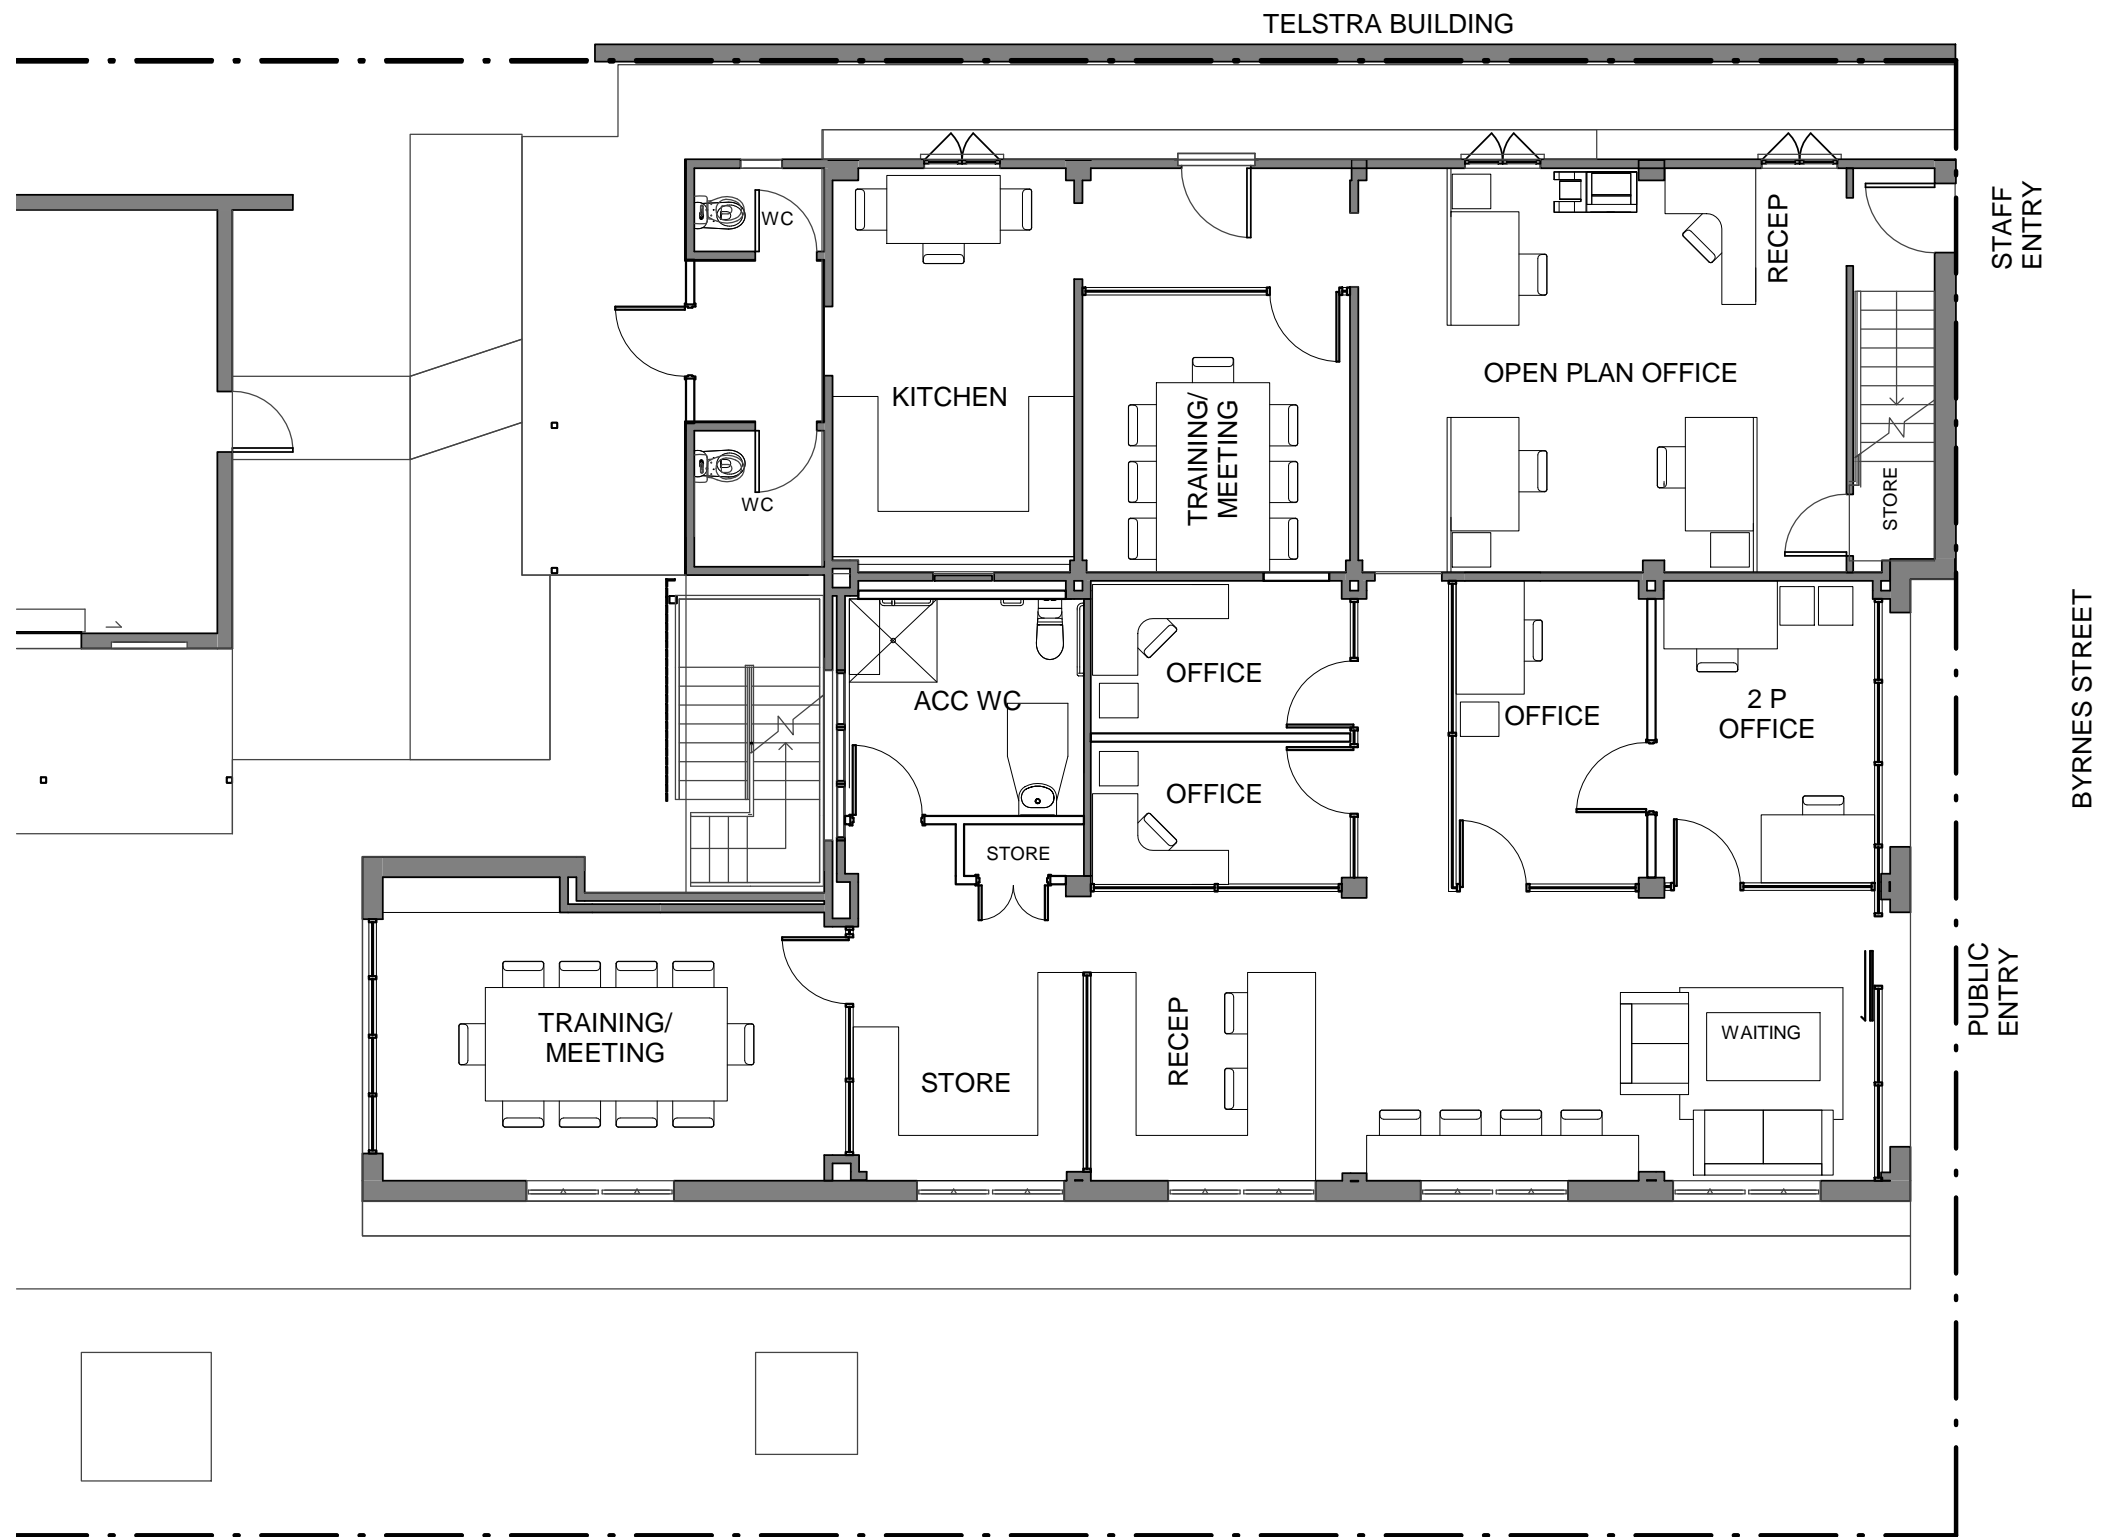 TELSTRA BUILDING
STAFF
ENTRY
WC
RECEP
KITCHEN
OPEN PLAN OFFICE
TRAINING/
MEETING
WC
STORE
BYRNES STREET
ACC WC
OFFICE
OFFICE
2 P
OFFICE
OFFICE
STORE
PUBLIC
ENTRY
TRAINING/
MEETING
STORE
RECEP
WAITING